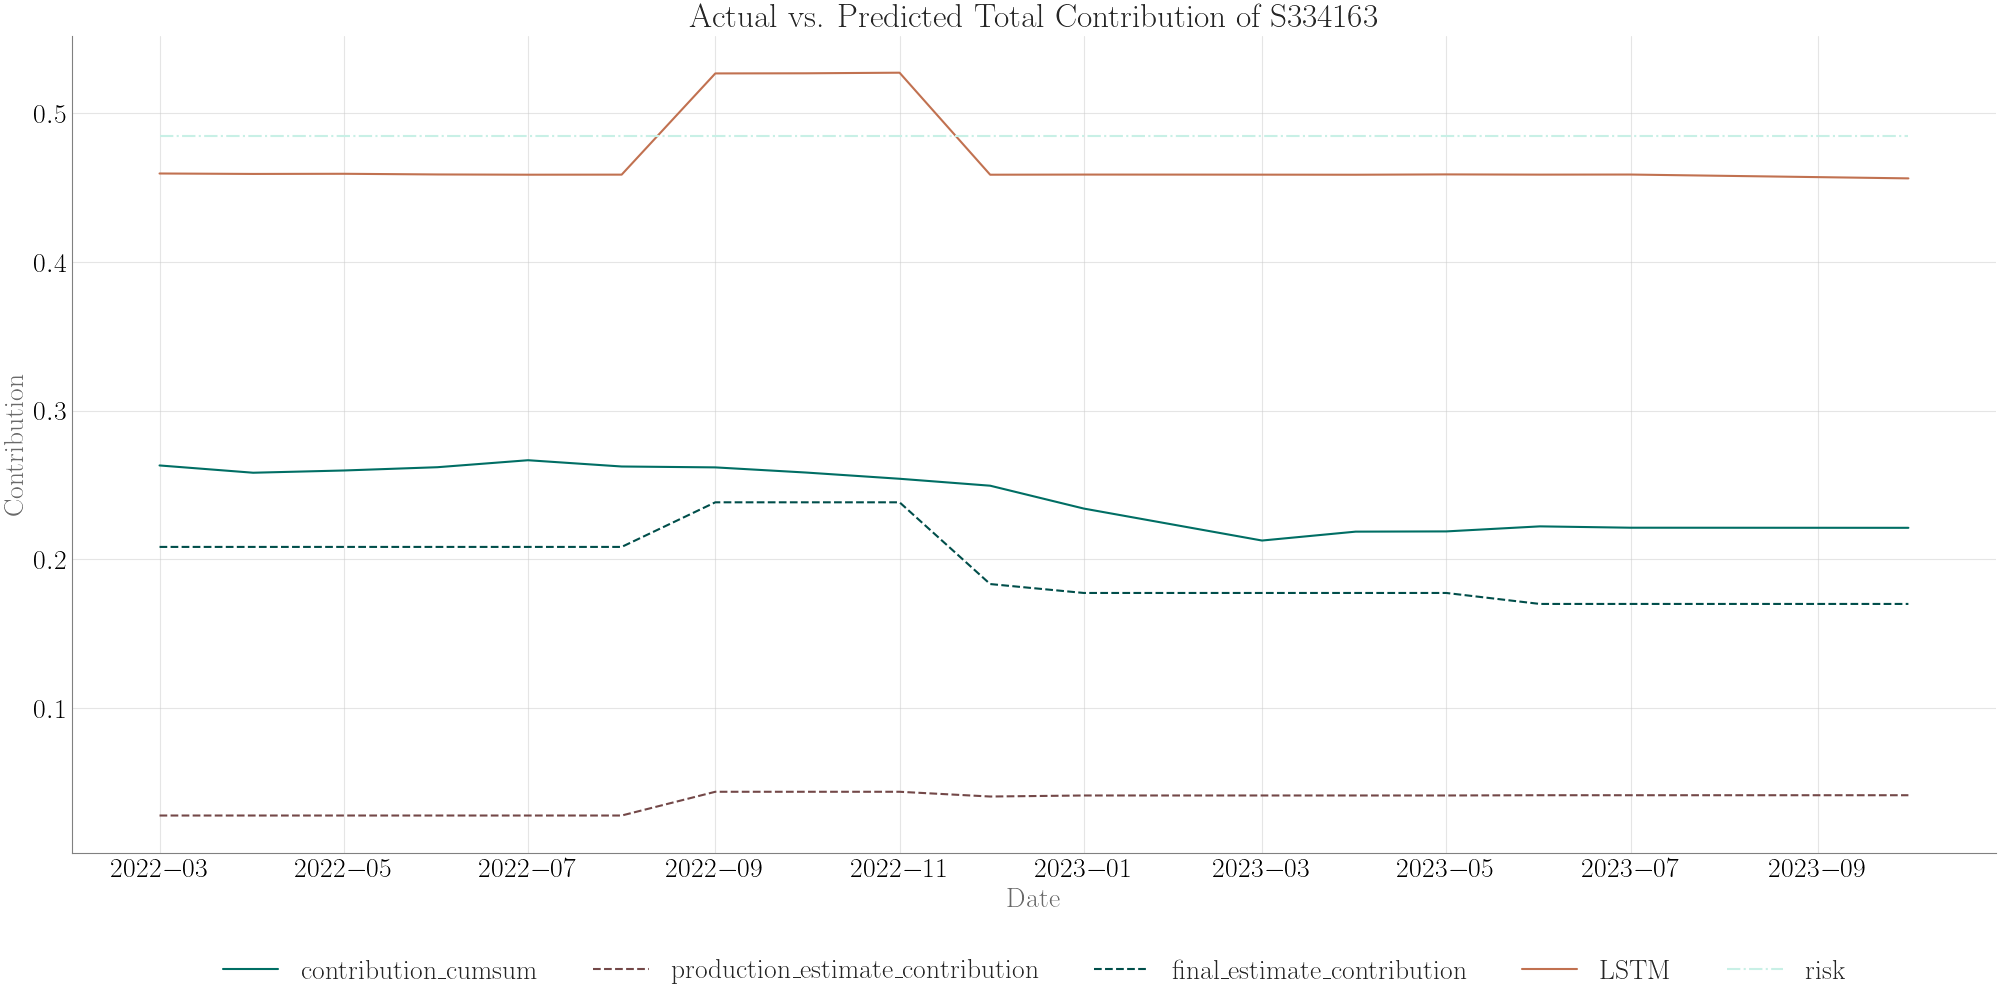 Actual vs. Predicted Total Contribution of S334163
Contribution
0.5
0.4
0.3
0.2
0.1
2022–03 2022–05 2022–07 2022–09 2022–11 2023–01 2023–03 2023–05 2023–07 2023–09
Date
contribution_cumsum production_estimate_contribution final_estimate_contribution LSTM risk